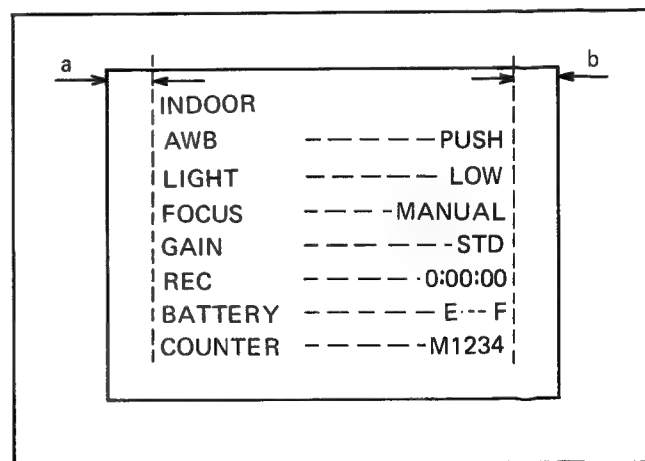 a b
INDOOR
AWB ------PUSH
LIGHT ----- LOW
FOCUS ----MANUAL
GAIN -----STD
REC -----0:00:00
BATTERY ----- E--- F
COUNTER -----M1234